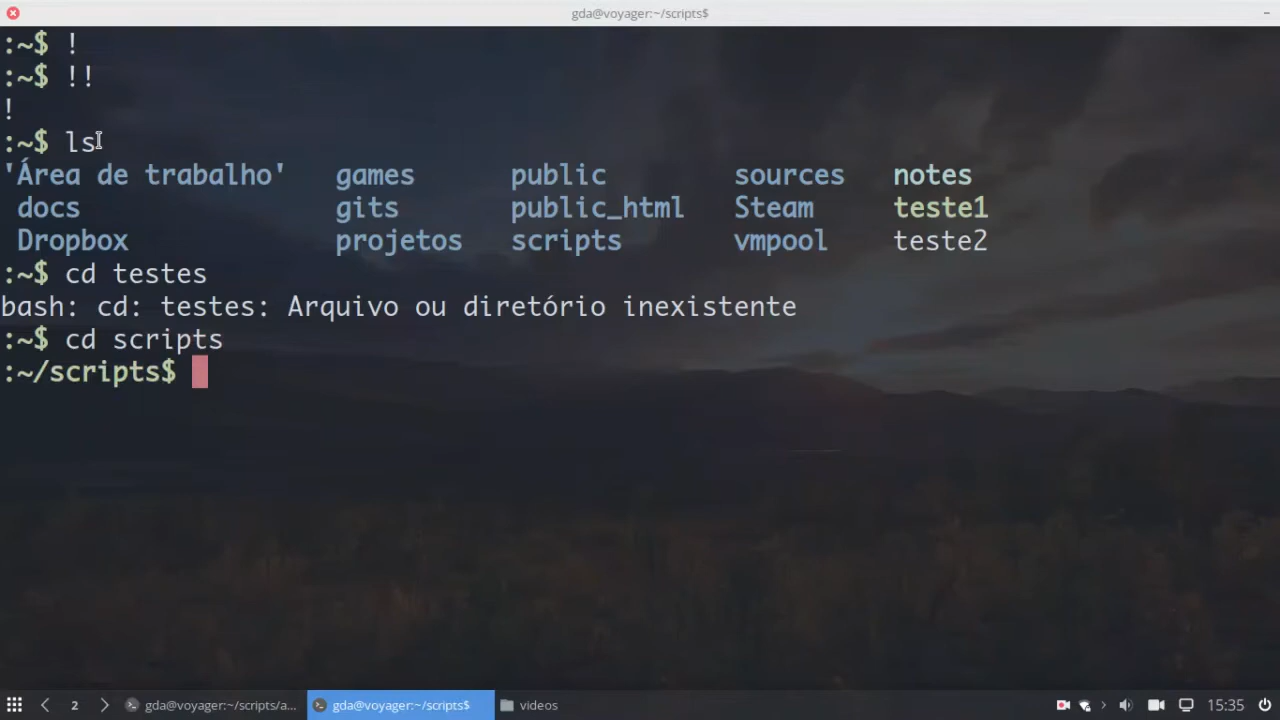 gda@voyager:~/scripts$
:~$ !
:~$ !!
!
:~$ ls
'Área de trabalho' games public sources notes
docs gits public_html Steam teste1
Dropbox projetos scripts vmpool teste2
:~$ cd testes
bash: cd: testes: Arquivo ou diretório inexistente
:~$ cd scripts
:~/scripts$
2 gda@voyager:~/scripts/a... gda@voyager:~/scripts$ videos 15:35